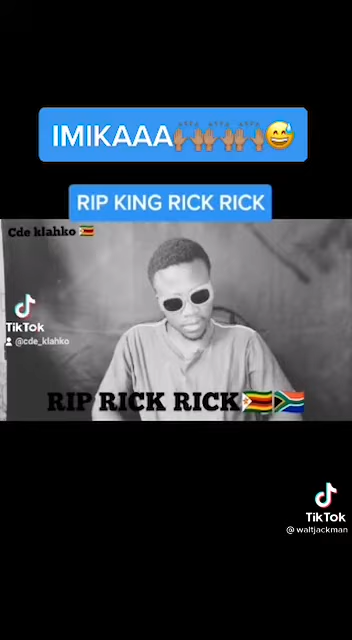 IMIKAAA🙌🏽🙌🏽🙌🏽😅
RIP KING RICK RICK
Cde klahko 🇿🇼
TikTok
@cde_klahko
RIP RICK RICK🇿🇼🇿🇦
TikTok
@waltjackman